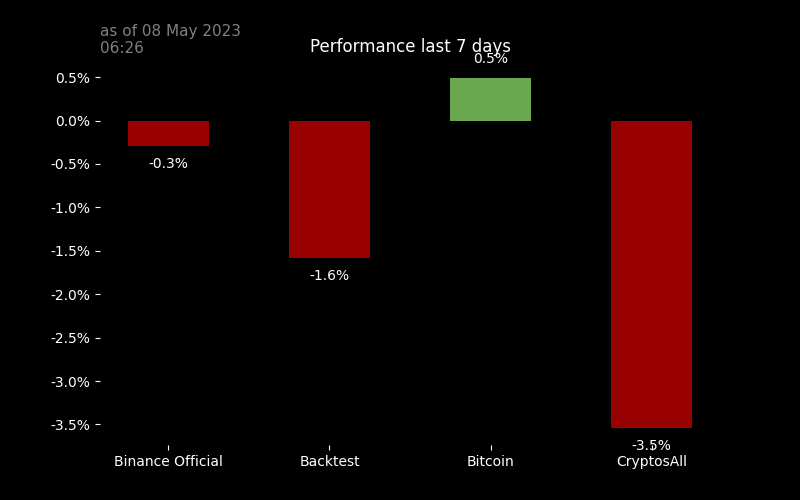 as of 08 May 2023
06:26
Performance last 7 days
0.5%
0.5%
0.0%
-0.5%
-1.0%
-1.5%
-2.0%
-2.5%
-3.0%
-3.5%
-0.3%
-1.6%
-3.5%
Binance Official
Backtest
Bitcoin
CryptosAll